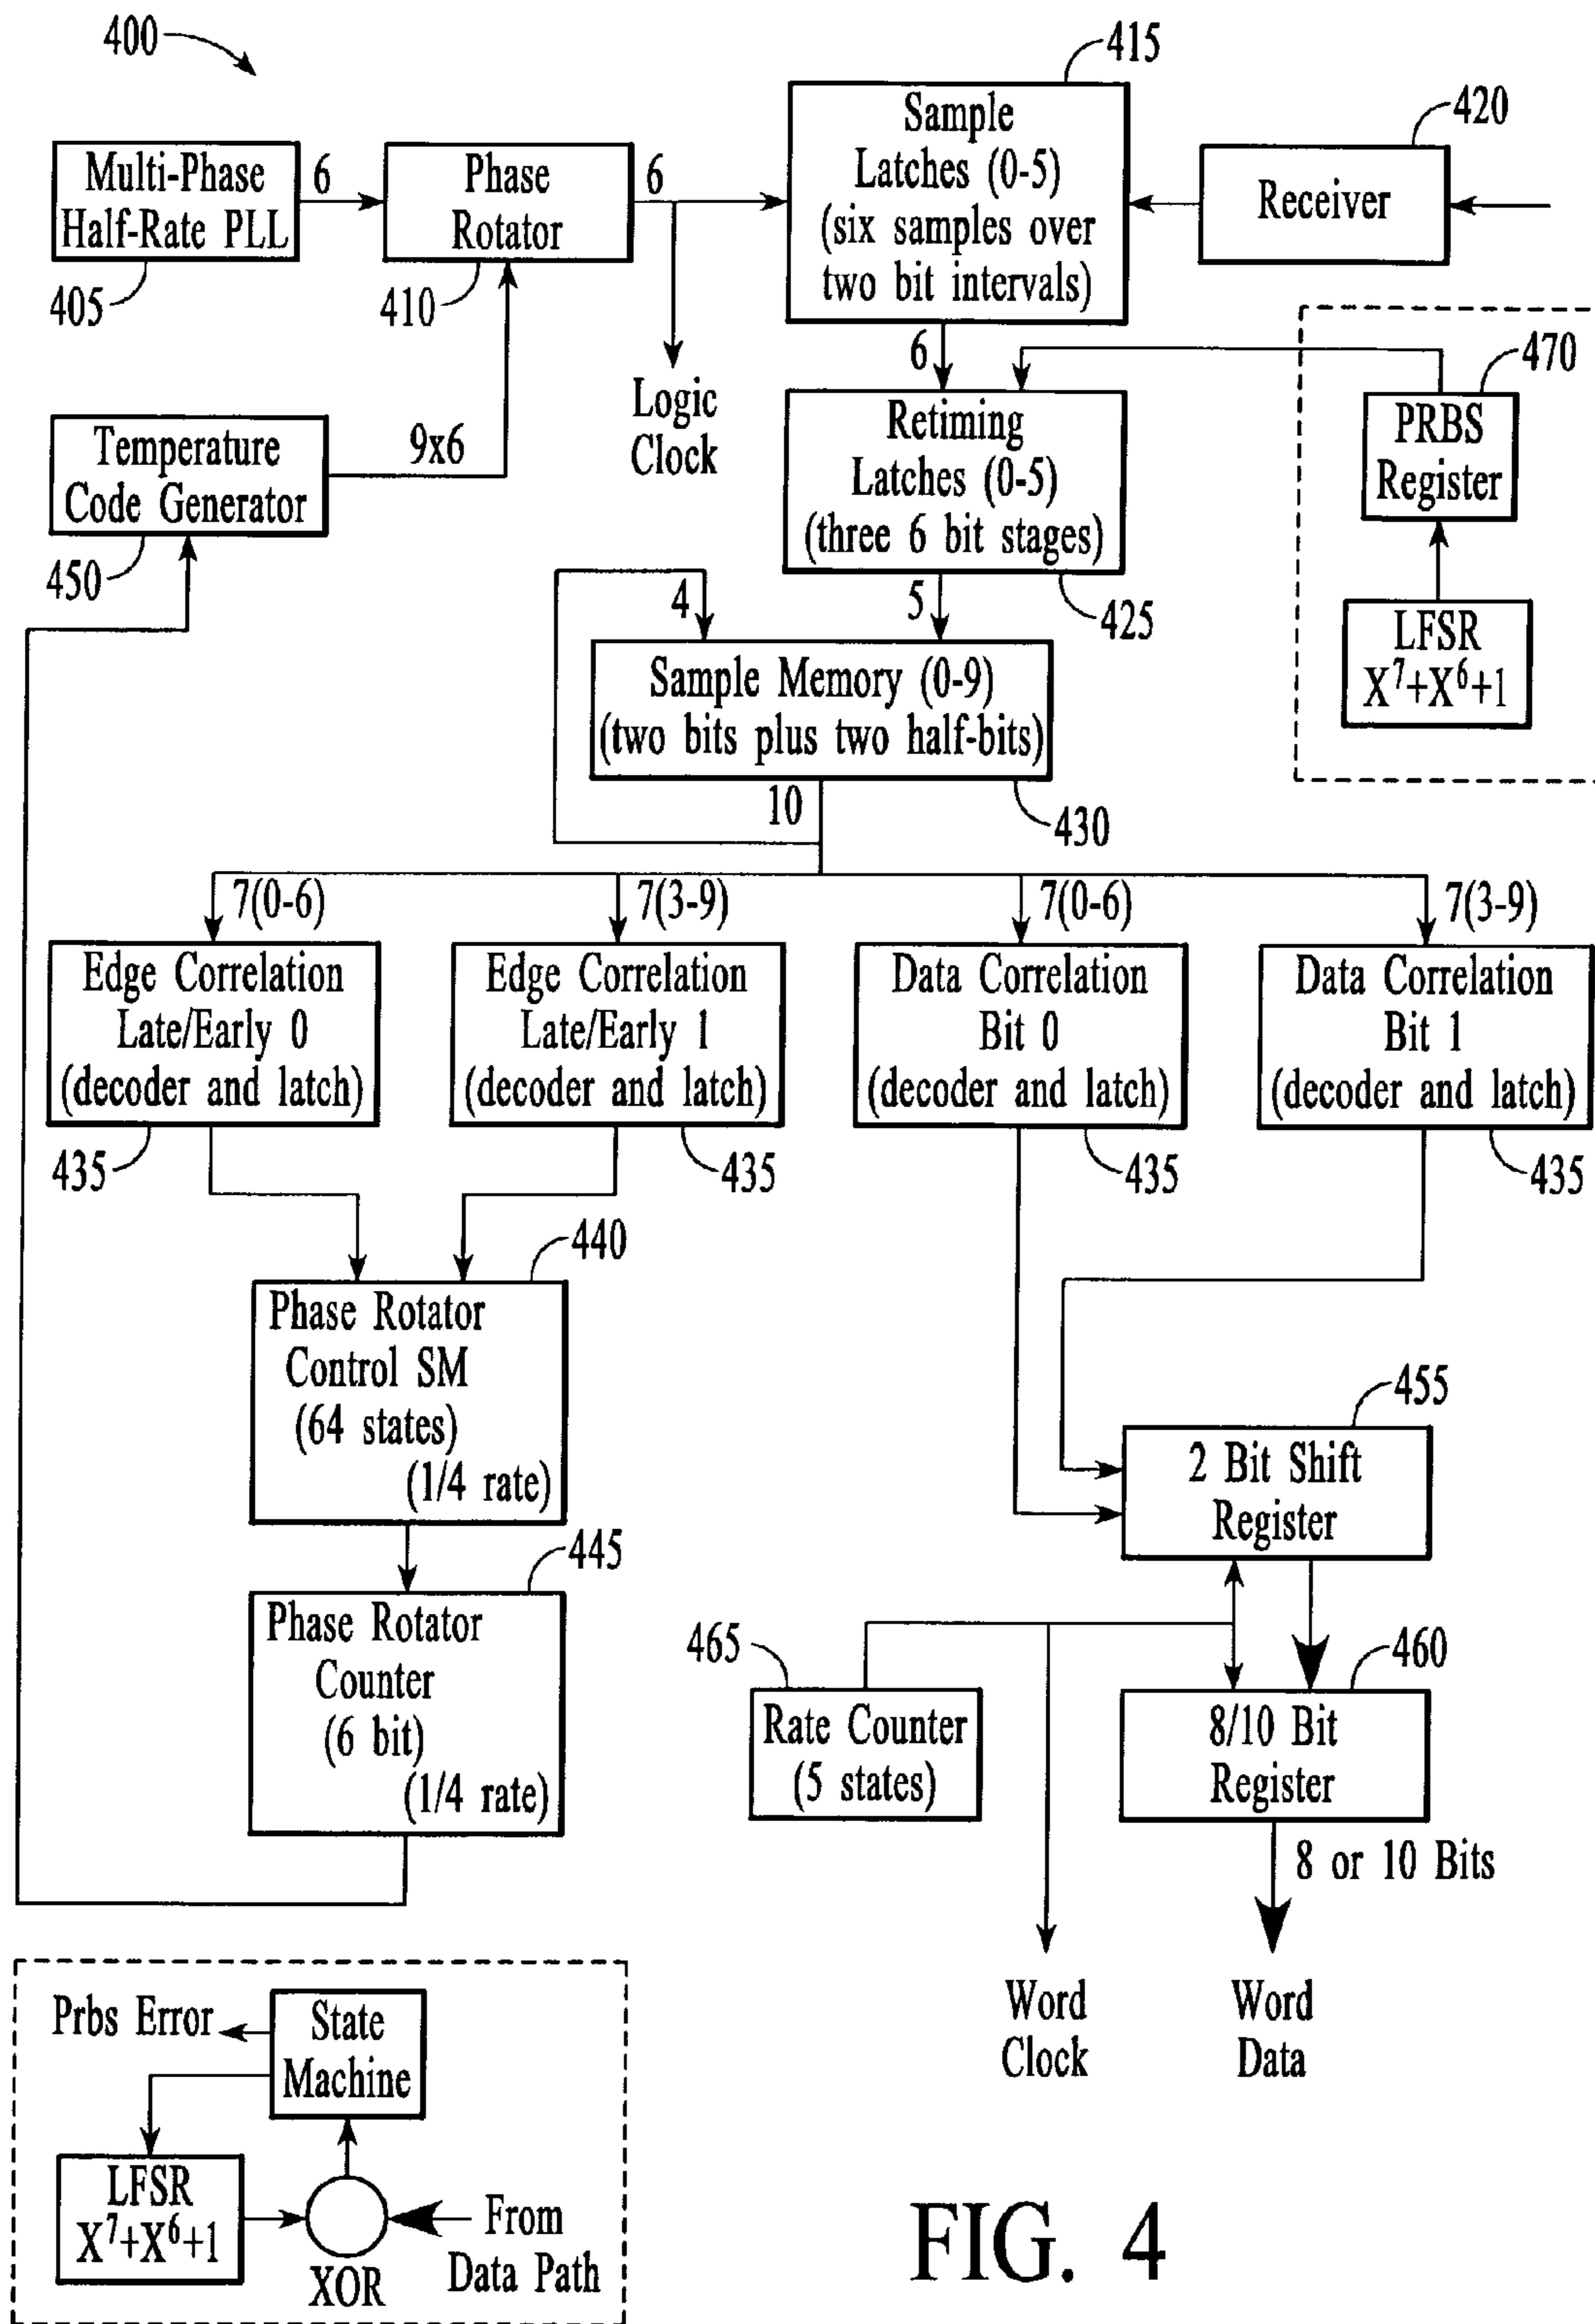 400
415
Sample
Latches (0-5)
(six samples over
two bit intervals)
420
Receiver
Multi-Phase
Half-Rate PLL
405
6
Phase
Rotator
410
6
Logic
Clock
6
470
PRBS
Register
LFSR
X⁷+X⁶+1
Temperature
Code Generator
450
9x6
Retiming
Latches (0-5)
(three 6 bit stages)
425
4
5
Sample Memory (0-9)
(two bits plus two half-bits)
430
10
7(0-6)
7(3-9)
7(0-6)
7(3-9)
Edge Correlation
Late/Early 0
(decoder and latch)
435
Edge Correlation
Late/Early 1
(decoder and latch)
435
Data Correlation
Bit 0
(decoder and latch)
435
Data Correlation
Bit 1
(decoder and latch)
435
440
Phase Rotator
Control SM
(64 states)
(1/4 rate)
445
Phase Rotator
Counter
(6 bit)
(1/4 rate)
455
2 Bit Shift
Register
465
Rate Counter
(5 states)
460
8/10 Bit
Register
8 or 10 Bits
Word
Clock
Word
Data
Prbs Error
State
Machine
LFSR
X⁷+X⁶+1
XOR
From
Data Path
FIG. 4